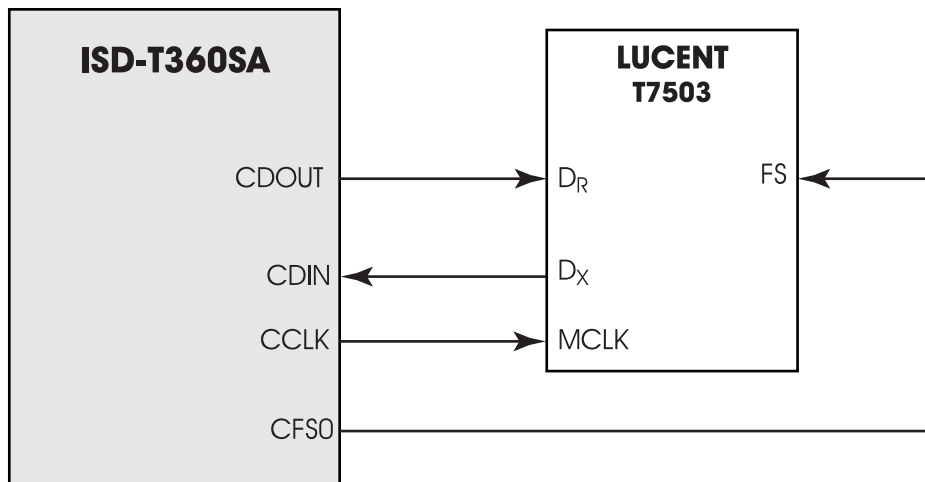 ISD-T360SA
LUCENT
T7503
CDOUT
DR
FS
CDIN
DX
CCLK
MCLK
CFS0